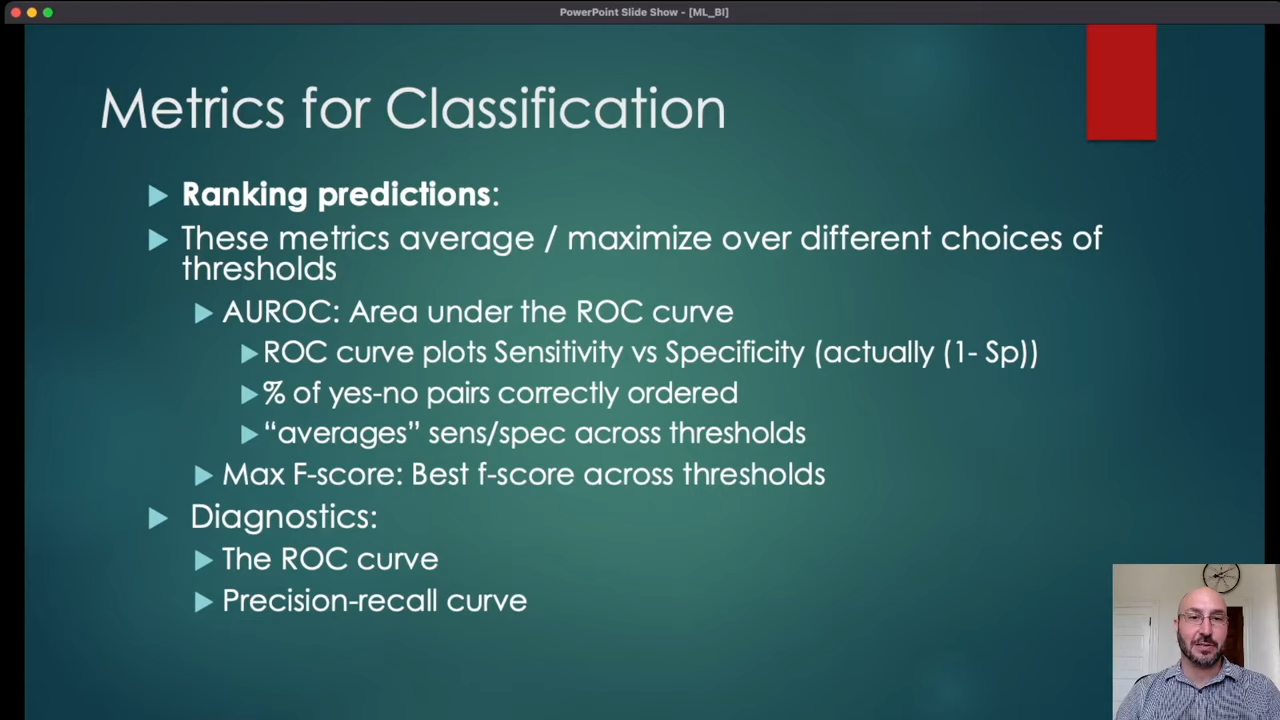 PowerPoint Slide Show - [ML_BI]
Metrics for Classification
Ranking predictions:
These metrics average / maximize over different choices of
thresholds
AUROC: Area under the ROC curve
ROC curve plots Sensitivity vs Specificity (actually (1- Sp))
% of yes-no pairs correctly ordered
“averages” sens/spec across thresholds
Max F-score: Best f-score across thresholds
Diagnostics:
The ROC curve
Precision-recall curve